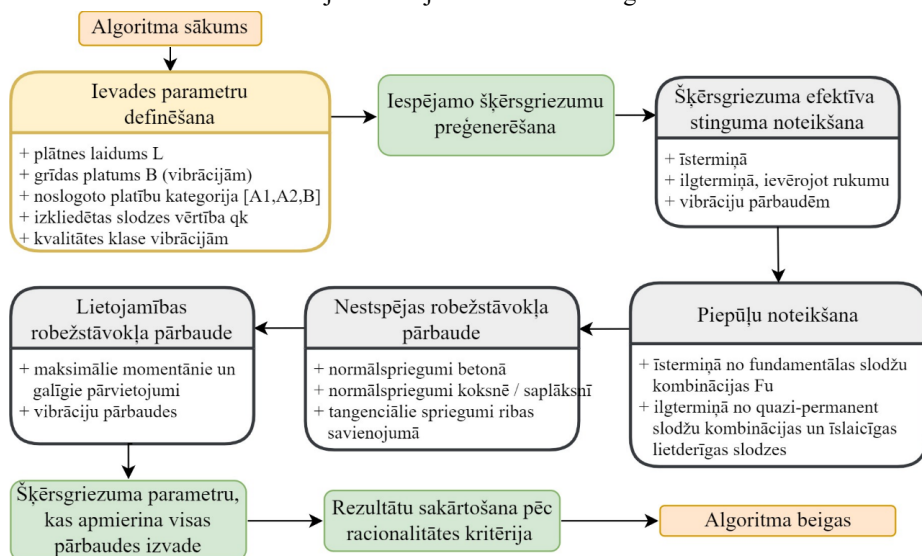 Algoritma sākums
Ievades parametru
definēšana
+ plātnes laidums L
+ grīdas platums B (vibrācijām)
+ noslogoto platību kategorija [A1,A2,B]
+ izkliedētas slodzes vērtība qk
+ kvalitātes klase vibrācijām
Iespējamo šķērsgriezumu
preģenerēšana
Šķērsgriezuma efektīva
stinguma noteikšana
+ īstermiņā
+ ilgtermiņā, ievērojot rukumu
+ vibrāciju pārbaudēm
Piepūļu noteikšana
+ īstermiņā no fundamentālas slodžu
kombinācijas Fu
+ ilgtermiņā no quazi-permanent
slodžu kombinācijas un īslaicīgas
lietderīgas slodzes
Nestspējas robežstāvokļa
pārbaude
+ normālspriegumi betonā
+ normālspriegumi koksnē / saplāksnī
+ tangenciālie spriegumi ribas
savienojumā
Lietojamības
robežstāvokļa pārbaude
+ maksimālie momentānie un
galīgie pārvietojumi
+ vibrāciju pārbaudes
Šķērsgriezuma parametru,
kas apmierina visas
pārbaudes izvade
Rezultātu sakārtošana pēc
racionalitātes kritērija
Algoritma beigas